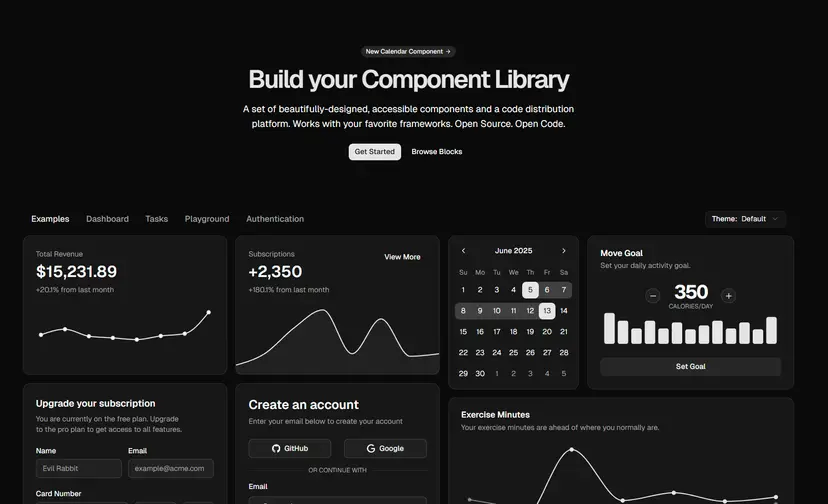 New Calendar Component →
Build your Component Library
A set of beautifully-designed, accessible components and a code distribution
platform. Works with your favorite frameworks. Open Source. Open Code.
Get Started
Browse Blocks
Examples
Dashboard
Tasks
Playground
Authentication
Theme: Default
Total Revenue
$15,231.89
+20.1% from last month
Subscriptions
+2,350
+180.1% from last month
View More
June 2025
Su Mo Tu We Th Fr Sa
1 2 3 4 5 6 7
8 9 10 11 12 13 14
15 16 17 18 19 20 21
22 23 24 25 26 27 28
29 30 1 2 3 4 5
Move Goal
Set your daily activity goal.
350
CALORIES/DAY
Set Goal
Upgrade your subscription
You are currently on the free plan. Upgrade
to the pro plan to get access to all features.
Name
Evil Rabbit
Email
example@acme.com
Card Number
Create an account
Enter your email below to create your account
GitHub
Google
OR CONTINUE WITH
Email
Exercise Minutes
Your exercise minutes are ahead of where you normally are.